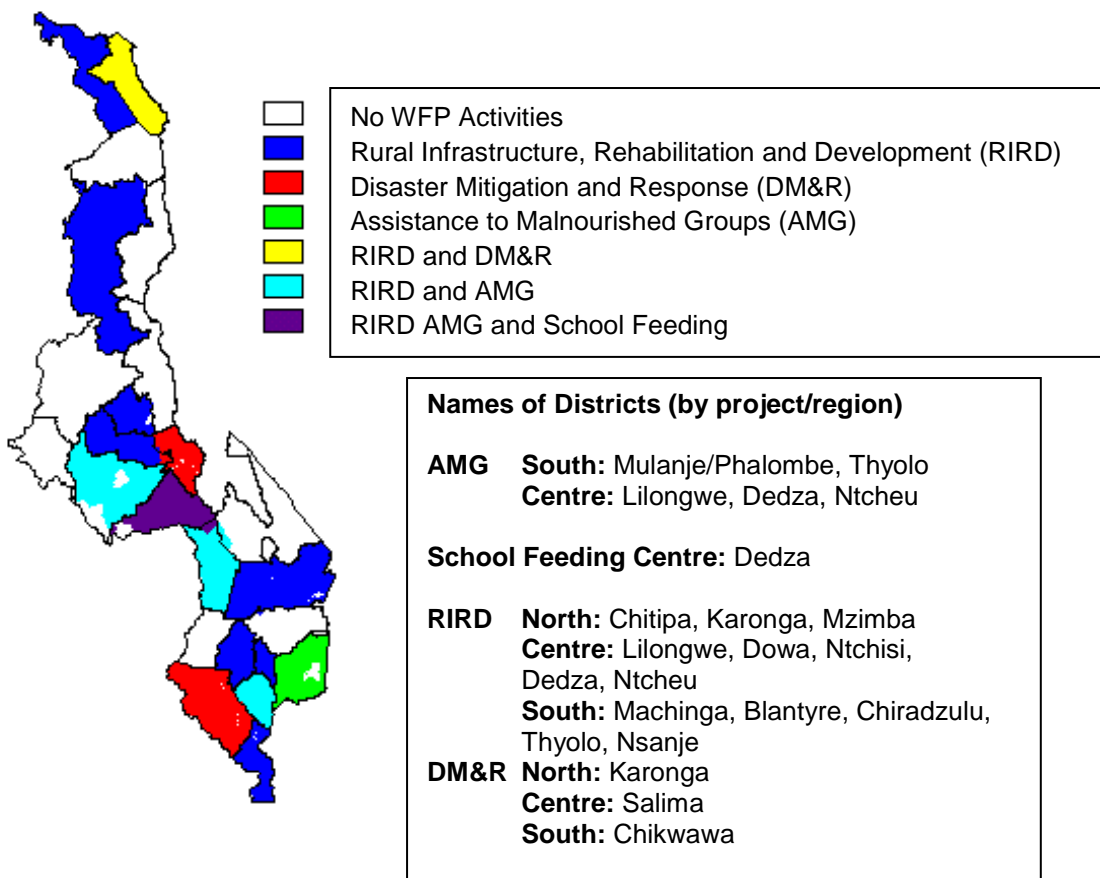 No WFP Activities
Rural Infrastructure, Rehabilitation and Development (RIRD)
Disaster Mitigation and Response (DM&R)
Assistance to Malnourished Groups (AMG)
RIRD and DM&R
RIRD and AMG
RIRD AMG and School Feeding
Names of Districts (by project/region)
AMG South: Mulanje/Phalombe, Thyolo
Centre: Lilongwe, Dedza, Ntcheu
School Feeding Centre: Dedza
RIRD North: Chitipa, Karonga, Mzimba
Centre: Lilongwe, Dowa, Ntchisi,
Dedza, Ntcheu
South: Machinga, Blantyre, Chiradzulu,
Thyolo, Nsanje
DM&R North: Karonga
Centre: Salima
South: Chikwawa